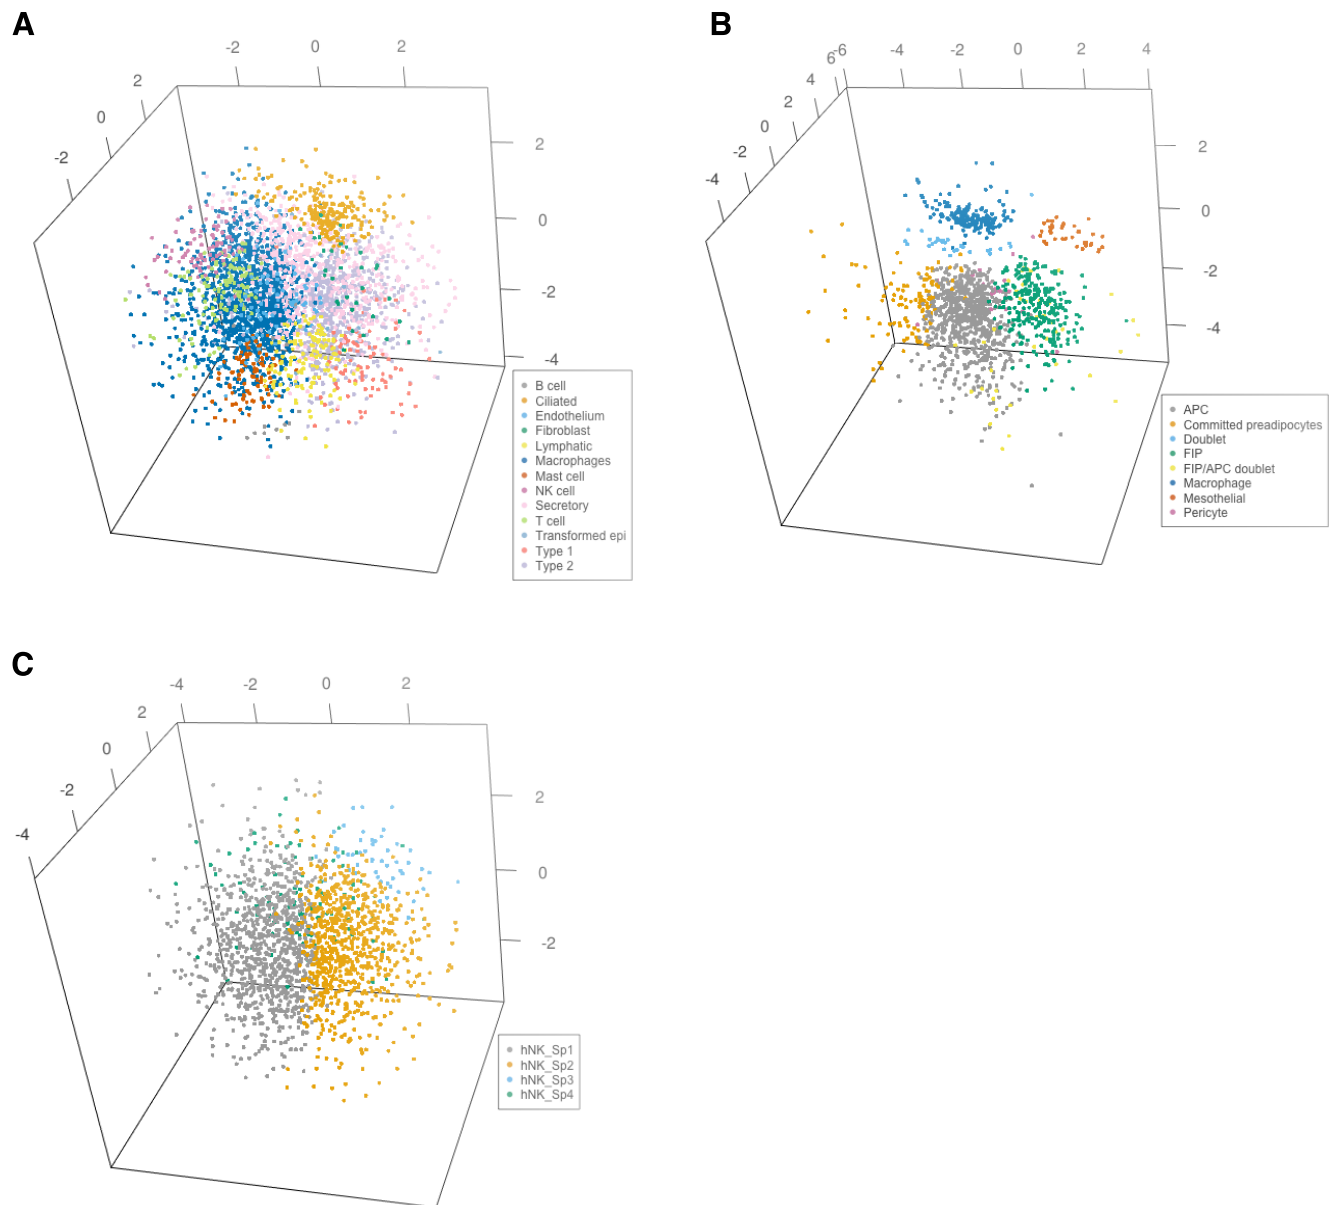 A
-2 0 2
2
0
-2
2
0
-2
-4
B cell
Ciliated
Endothelium
Fibroblast
Lymphatic
Macrophages
Mast cell
NK cell
Secretory
T cell
Transformed epi
Type 1
Type 2
B
-6 -4 -2 0 2 4
6
4
2
0
-2
-4
2
0
-2
-4
APC
Committed preadipocytes
Doublet
FIP
FIP/APC doublet
Macrophage
Mesothelial
Pericyte
C
-4 -2 0 2
2
0
-2
-4
2
0
-2
hNK_Sp1
hNK_Sp2
hNK_Sp3
hNK_Sp4